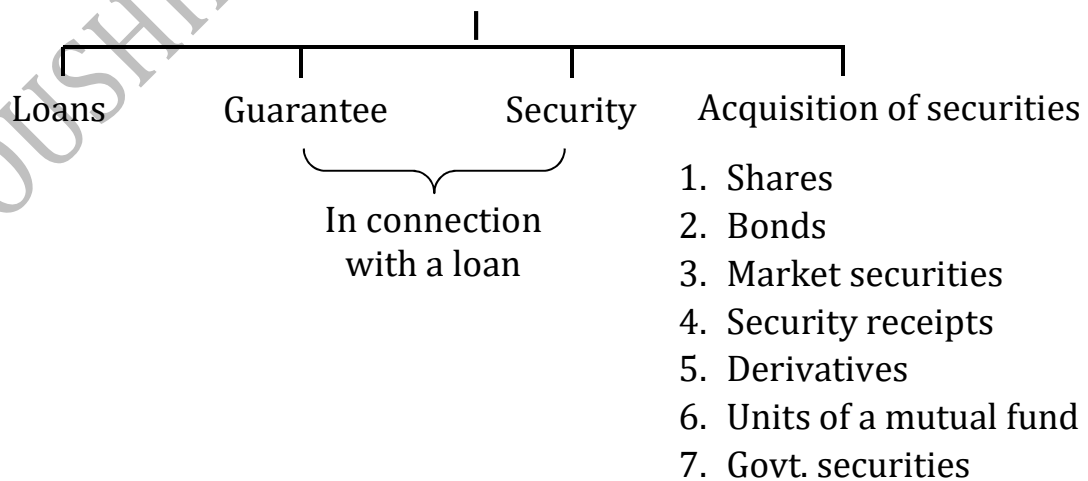 Loans
Guarantee
Security
Acquisition of securities
In connection
with a loan
1. Shares
2. Bonds
3. Market securities
4. Security receipts
5. Derivatives
6. Units of a mutual fund
7. Govt. securities